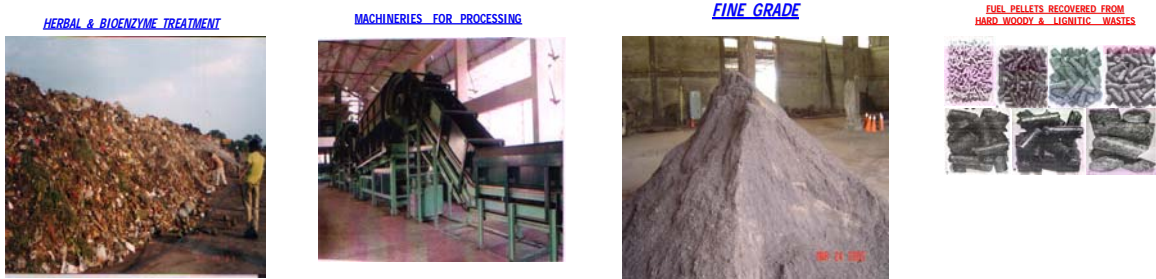 HERBAL & BIOENZYME TREATMENT
MACHINERIES FOR PROCESSING
FINE GRADE
FUEL PELLETS RECOVERED FROM
HARD WOODY & LIGNITIC WASTES